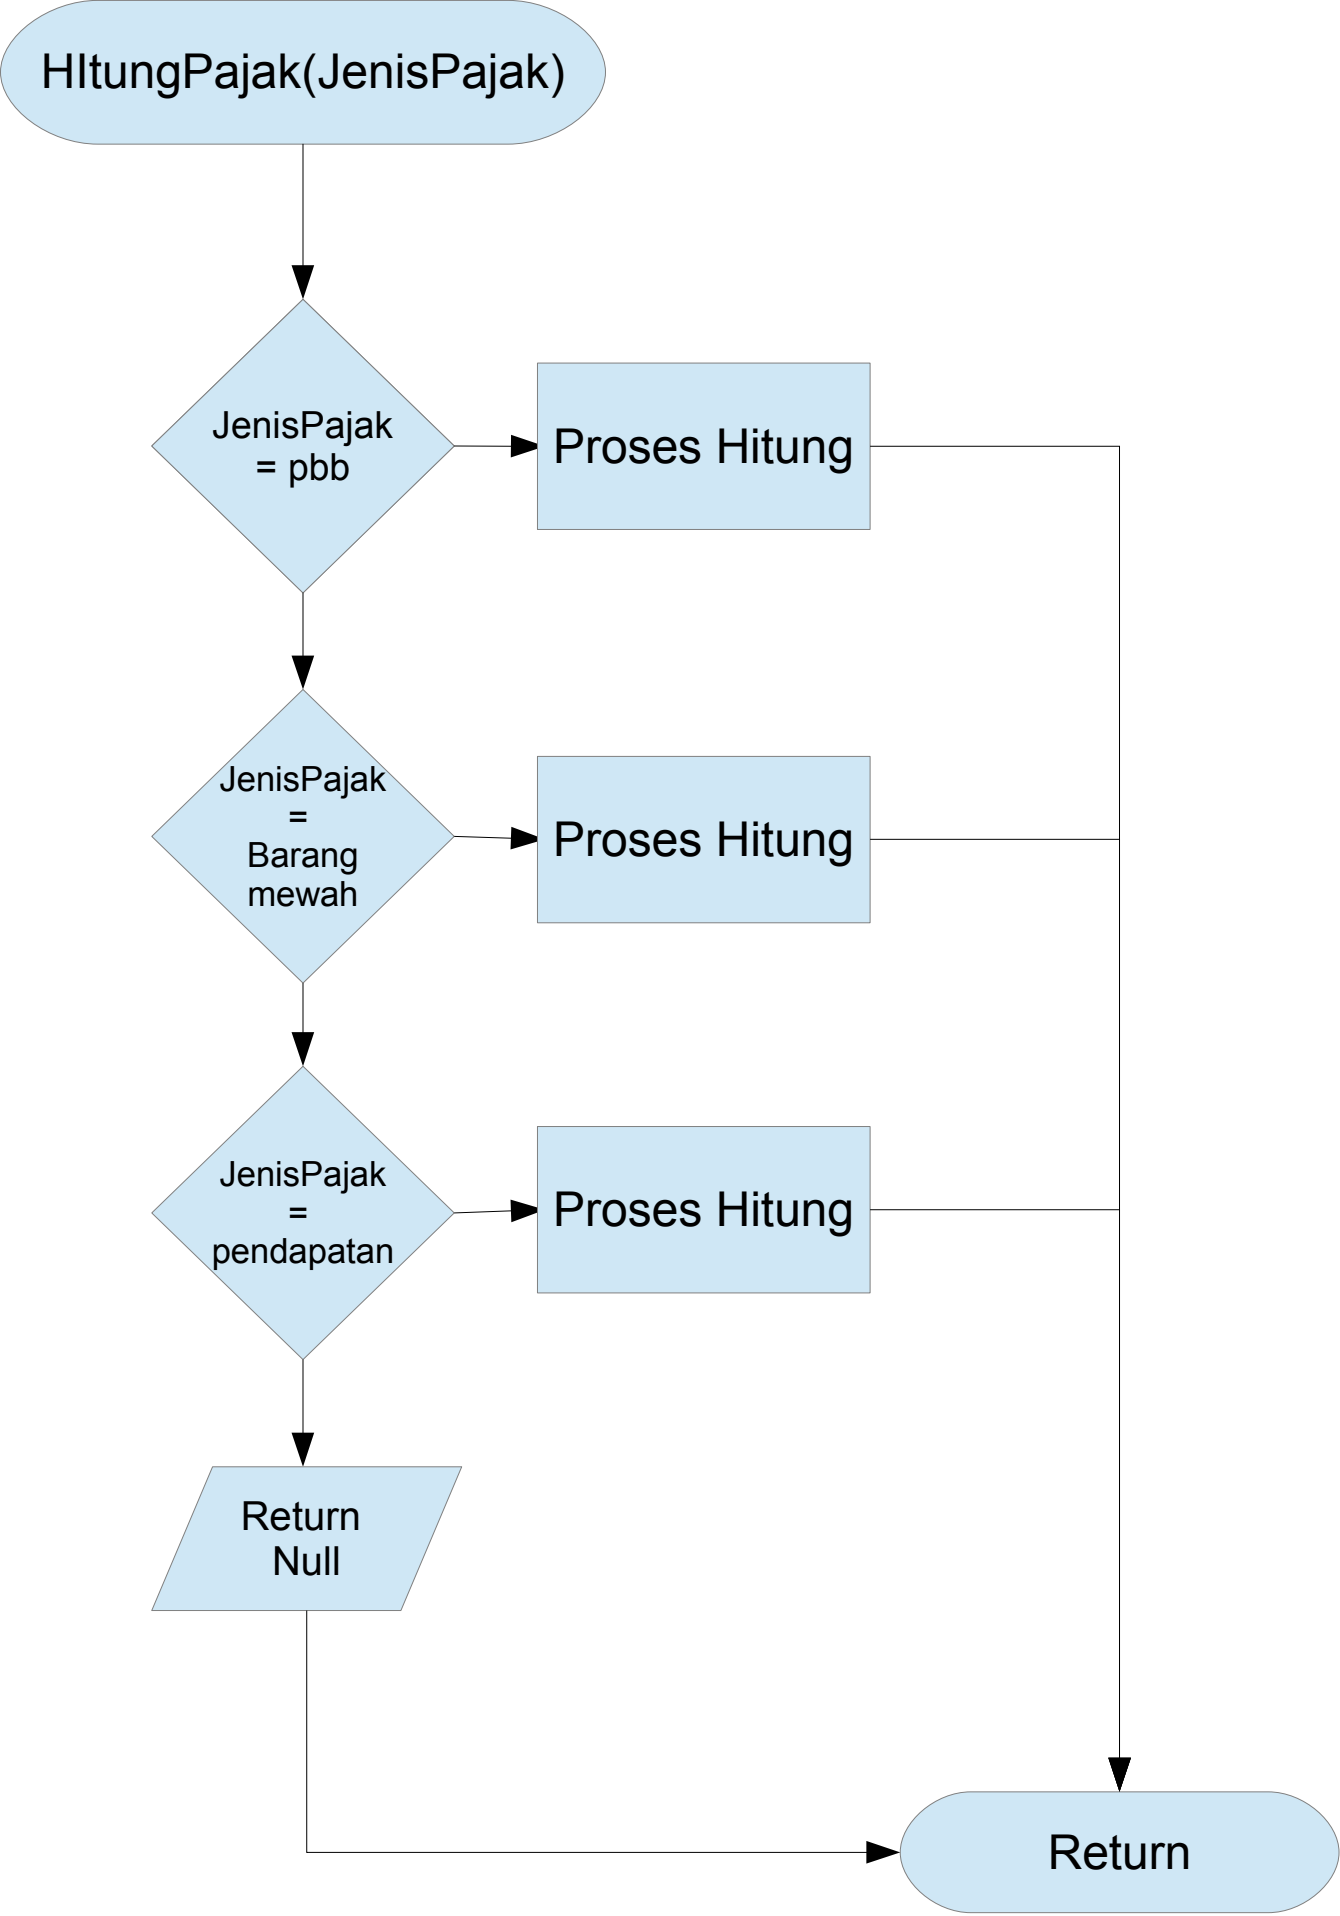 HItungPajak(JenisPajak)
JenisPajak
= pbb
Proses Hitung
JenisPajak
=
Barang
mewah
Proses Hitung
JenisPajak
=
pendapatan
Proses Hitung
Return
Null
Return